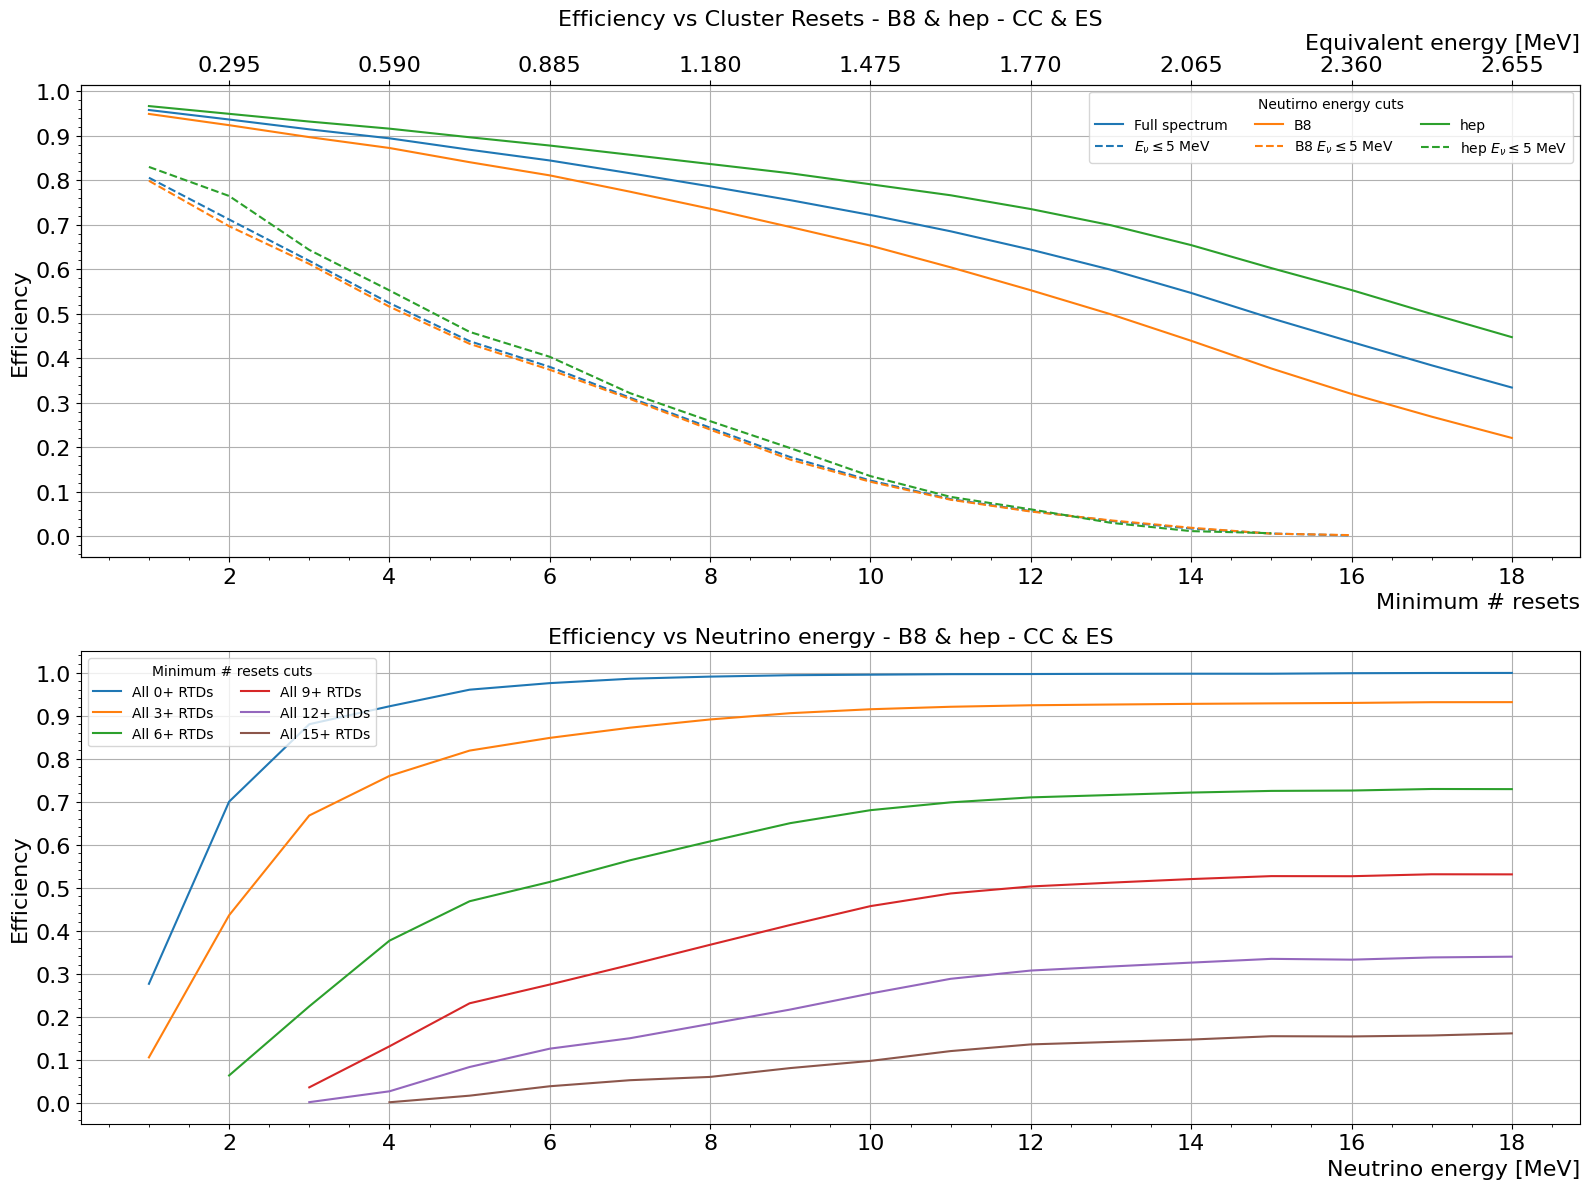 Efficiency vs Cluster Resets - B8 & hep - CC & ES
Equivalent energy [MeV]
0.295 0.590 0.885 1.180 1.475 1.770 2.065 2.360 2.655
Neutirno energy cuts
Full spectrum B8 hep
Eν ≤ 5 MeV B8 Eν ≤ 5 MeV hep Eν ≤ 5 MeV
1.0
0.9
0.8
0.7
0.6
0.5
0.4
0.3
0.2
0.1
0.0
Efficiency
2 4 6 8 10 12 14 16 18
Minimum # resets
Efficiency vs Neutrino energy - B8 & hep - CC & ES
Minimum # resets cuts
All 0+ RTDs All 9+ RTDs
All 3+ RTDs All 12+ RTDs
All 6+ RTDs All 15+ RTDs
1.0
0.9
0.8
0.7
0.6
0.5
0.4
0.3
0.2
0.1
0.0
Efficiency
2 4 6 8 10 12 14 16 18
Neutrino energy [MeV]